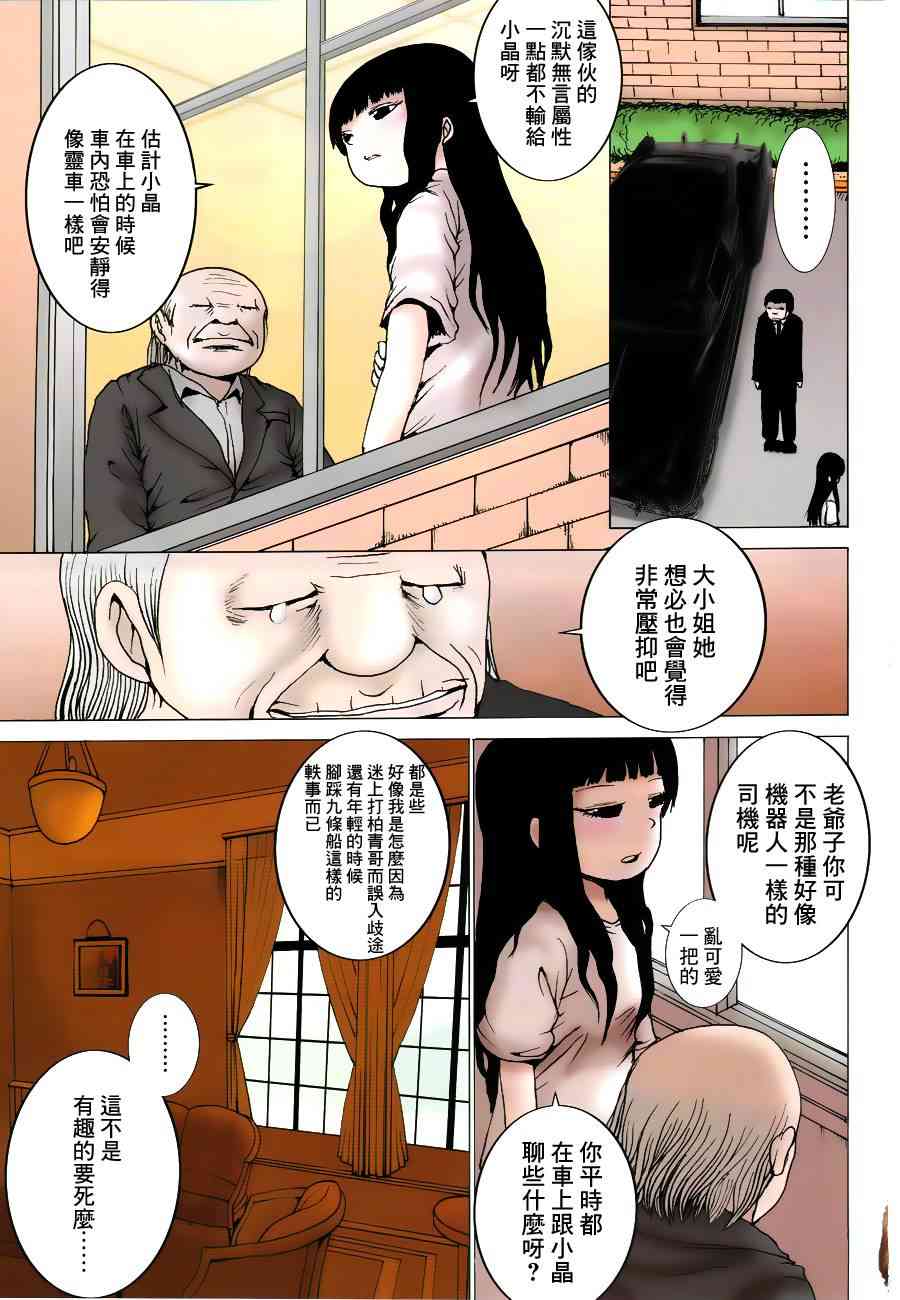 ………
這傢伙的
沉默無言屬性
一點都不輸給
小晶呀
估計小晶
在車上的時候
車內恐怕會安靜得
像靈車一樣吧
大小姐她
想必也會覺得
非常壓抑吧
老爺子你可
不是那種好像
機器人一樣的
司機呢
亂可愛
一把的
你平時都
在車上跟小晶
聊些什麼呀?
都是些
好像我是怎麼因為
迷上打柏青哥而誤入歧途
還有年輕的時候
腳踩九條船這樣的
軼事而已
………
這不是
有趣的要死麼……